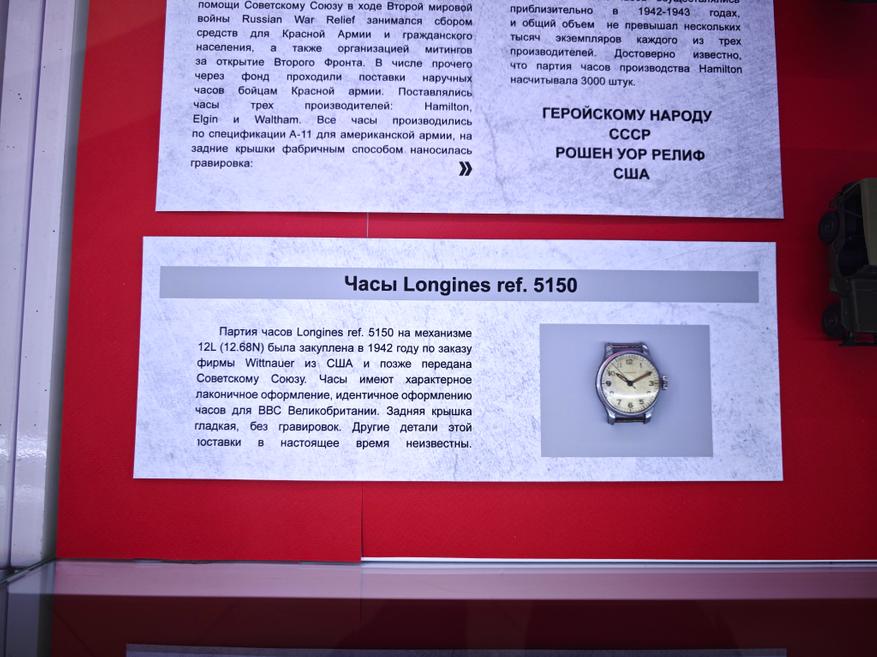 помощи Советскому Союзу в ходе Второй мировой
войны Russian War Relief занимался сбором
средств для Красной Армии и гражданского
населения, а также организацией митингов
за открытие Второго Фронта. В числе прочего
через фонд проходили поставки наручных
часов бойцам Красной армии. Поставлялись
часы трех производителей: Hamilton,
Elgin и Waltham. Все часы производились
по спецификации А-11 для американской армии, на
задние крышки фабричным способом наносилась
гравировка:
»
приблизительно в 1942-1943 годах,
и общий объем не превышал нескольких
тысяч экземпляров каждого из трех
производителей. Достоверно известно,
что партия часов производства Hamilton
насчитывала 3000 штук.
ГЕРОЙСКОМУ НАРОДУ
СССР
РОШЕН УОР РЕЛИФ
США
Часы Longines ref. 5150
Партия часов Longines ref. 5150 на механизме
12L (12.68N) была закуплена в 1942 году по заказу
фирмы Wittnauer из США и позже передана
Советскому Союзу. Часы имеют характерное
лаконичное оформление, идентичное оформлению
часов для ВВС Великобритании. Задняя крышка
гладкая, без гравировок. Другие детали этой
поставки в настоящее время неизвестны.